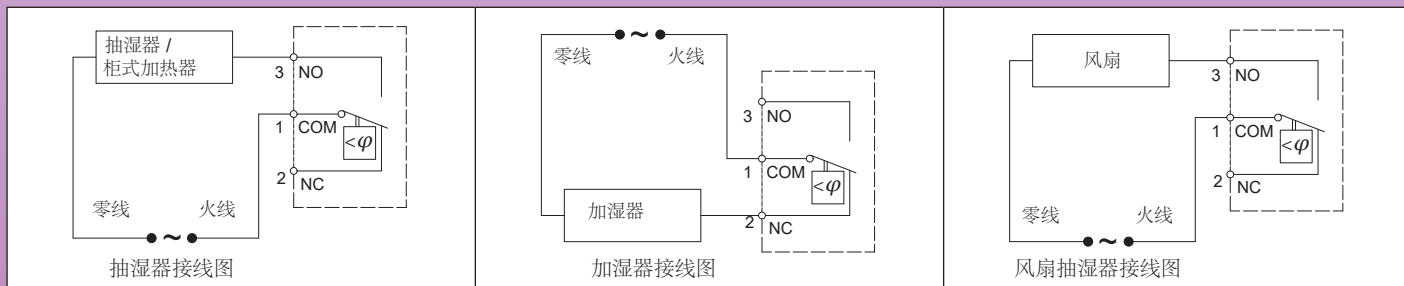 抽湿器 /
柜式加热器
3 NO
1 COM
<φ
2 NC
零线 火线
~
抽湿器接线图
零线 ~ 火线
3 NO
1 COM
<φ
加湿器
2 NC
加湿器接线图
风扇
3 NO
1 COM
<φ
2 NC
零线 火线
~
风扇抽湿器接线图